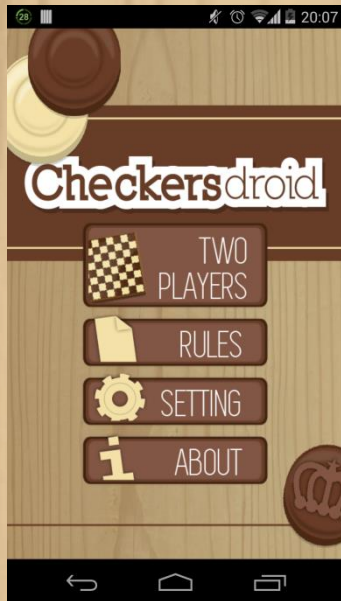 28
20:07
Checkersdroid
TWO
PLAYERS
RULES
SETTING
ABOUT